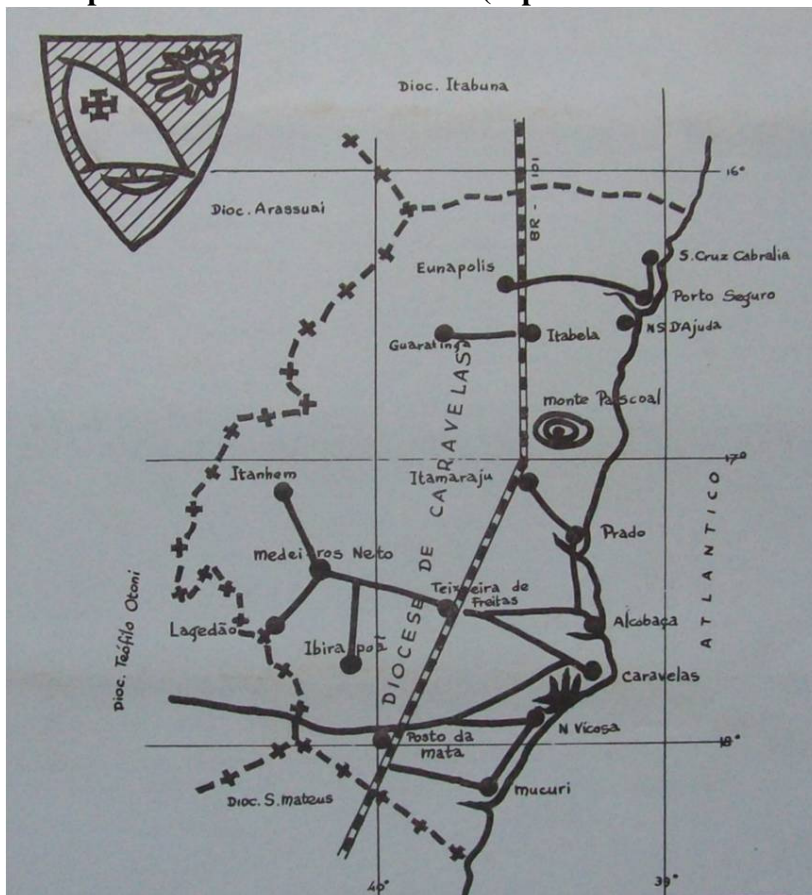 Dioc. Itabuna
BR-101
16°
Dioc. Arassuai
S. Cruz Cabralia
Eunapolis
Porto Seguro
NS D'Ajuda
Guaratinga
Itabela
monte Pascoal
DIOCESE DE CARAVELAS
17°
Itanhem
Itamaraju
ATLANTICO
Prado
medeiros Neto
Teixeira de
Freitas
Dioc. Teófilo Otoni
Lagedão
Alcobaça
Ibirapoã
Caravelas
N Viçosa
Posto da
mata
18°
Dioc. S. mateus
mucuri
40°
39°